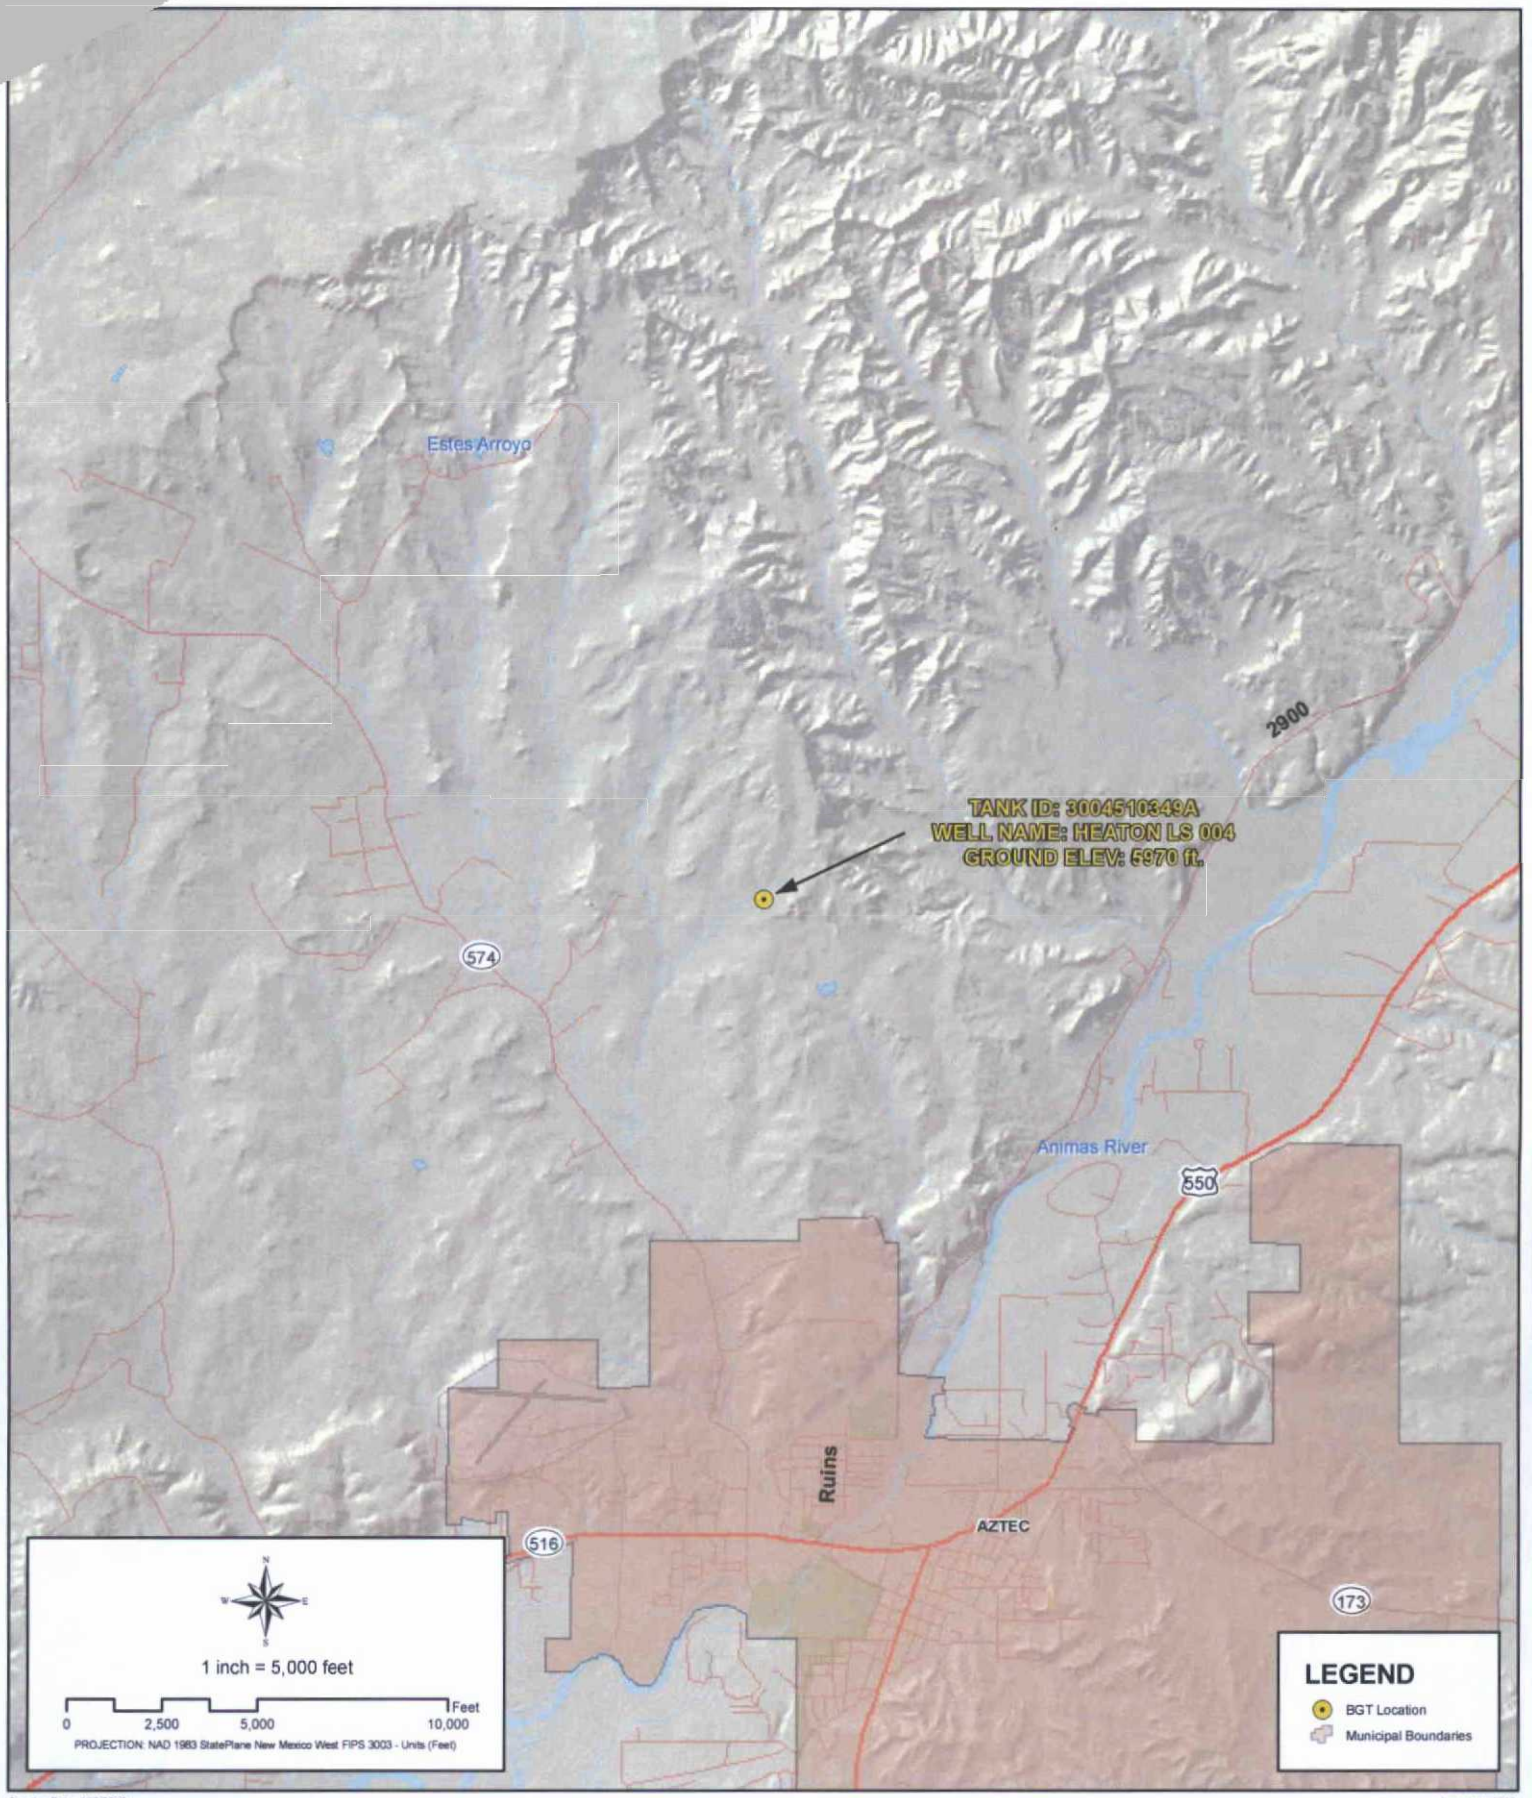 Estes Arroyo
2900
TANK ID: 3004510349A
WELL NAME: HEATON LS 004
GROUND ELEV: 5970 ft.
574
Animas River
550
Ruins
AZTEC
516
173
N
W E
S
1 inch = 5,000 feet
Feet
0 2,500 5,000 10,000
PROJECTION: NAD 1983 StatePlane New Mexico West FIPS 3003 - Units (Feet)
LEGEND
BGT Location
Municipal Boundaries